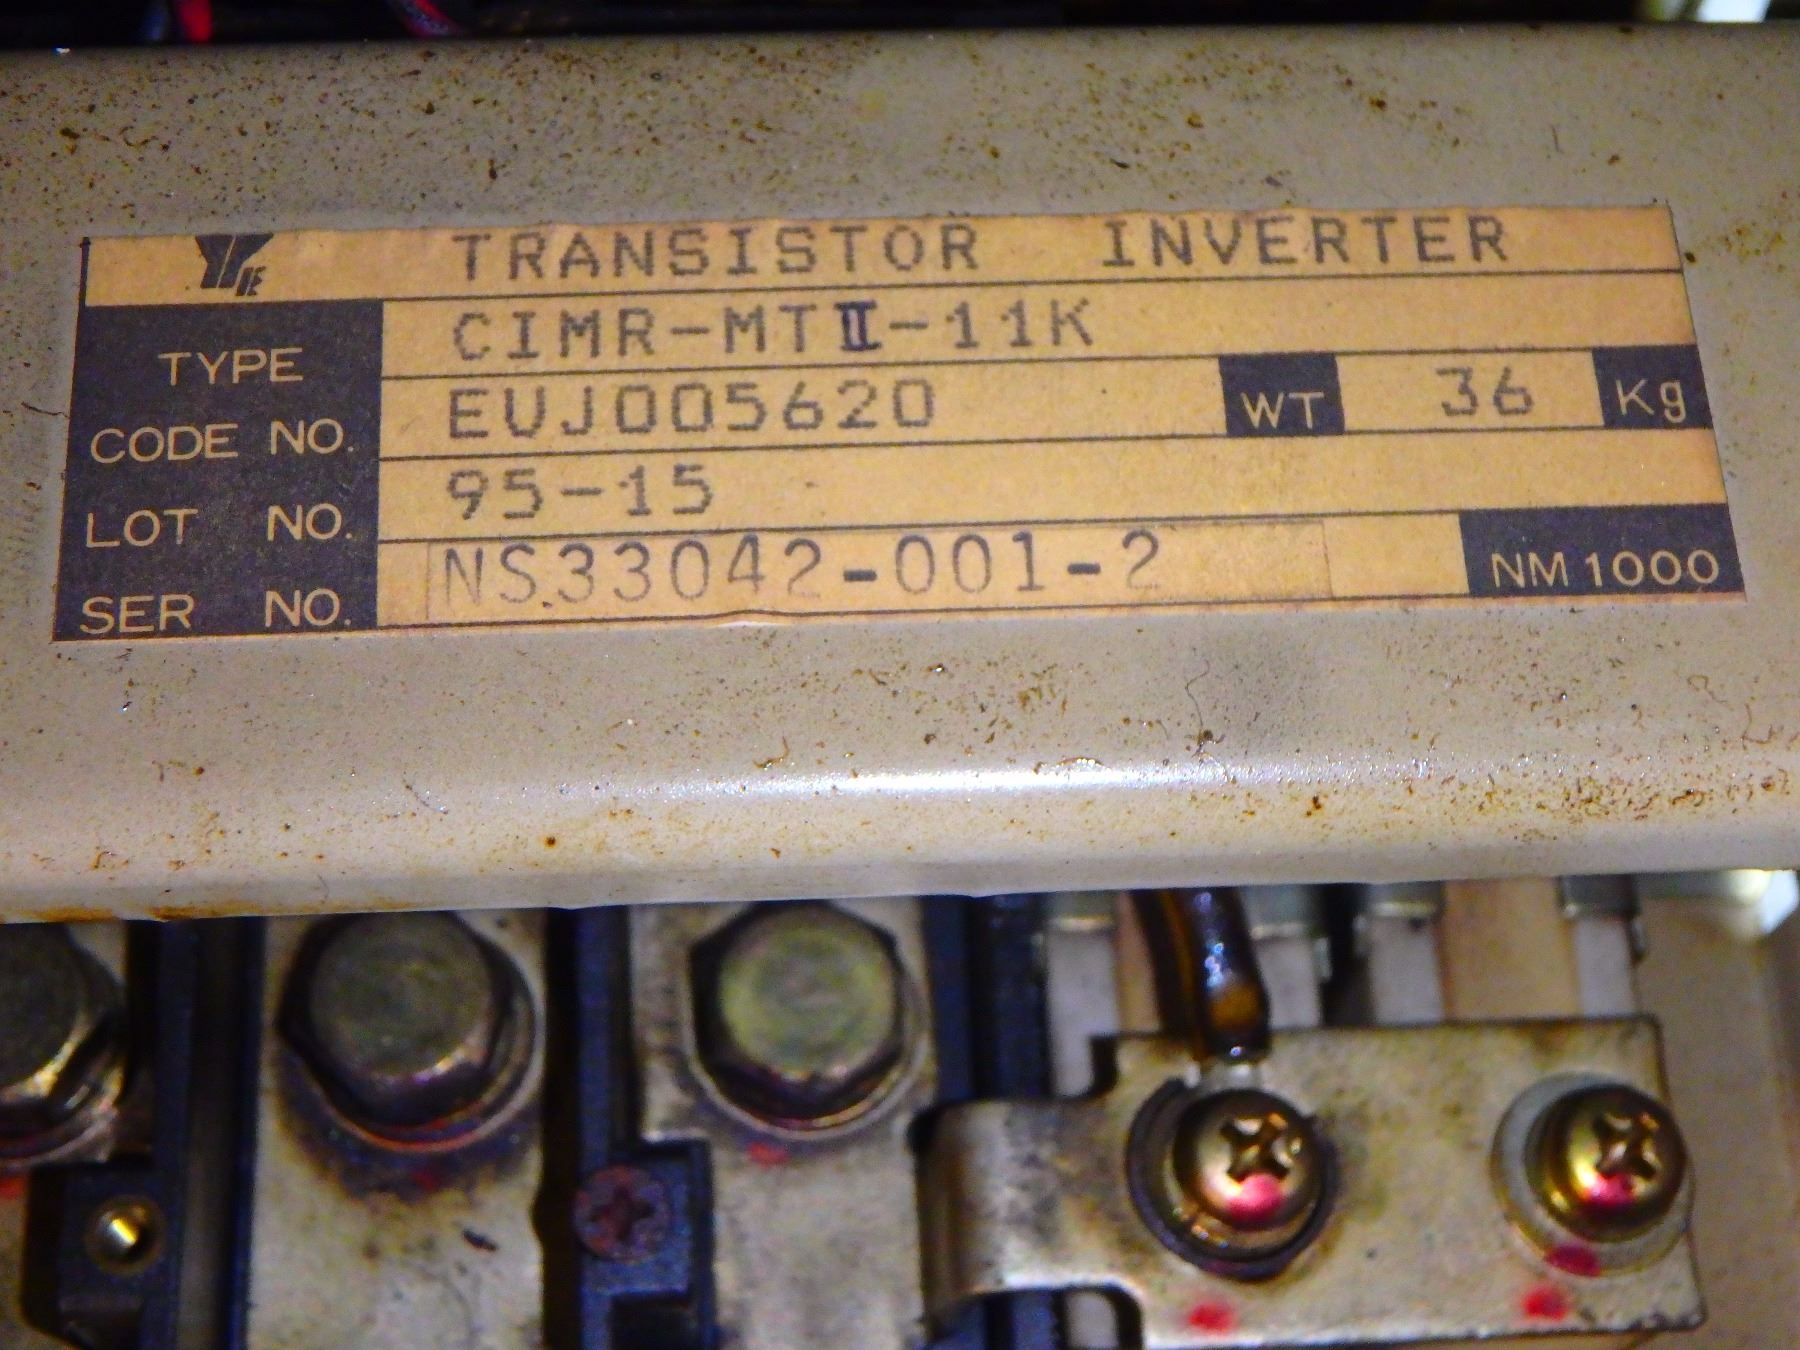 TRANSISTOR INVERTER
TYPE CIMR-MTII-11K
CODE NO. EUJ005620 WT 36 Kg
LOT NO. 95-15
SER NO. NS33042-001-2 NM1000